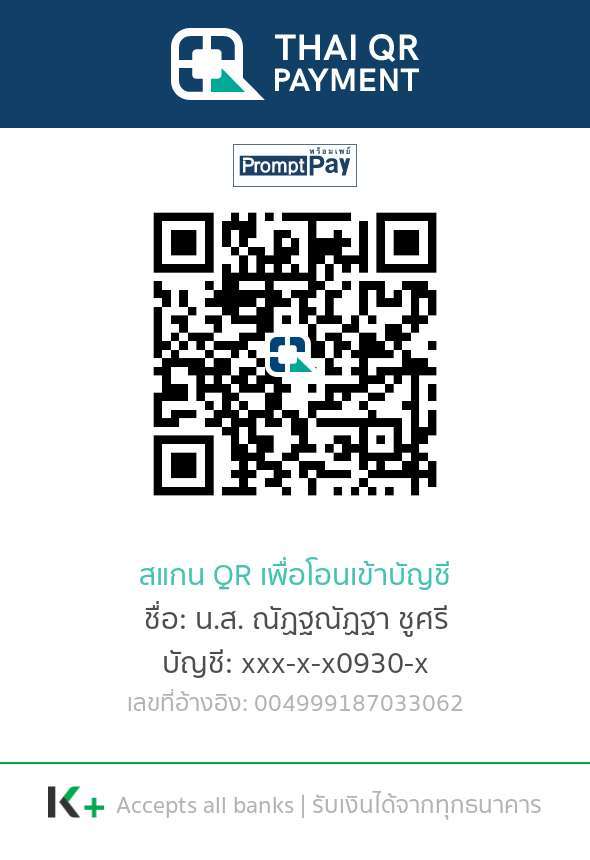 THAI QR
PAYMENT
พร้อมเพย์
PromptPay
สแกน QR เพื่อโอนเข้าบัญชี
ชื่อ: น.ส. ณัฏฐณัฏฐา ชูศรี
บัญชี: xxx-x-x0930-x
เลขที่อ้างอิง: 004999187033062
K+ Accepts all banks | รับเงินได้จากทุกธนาคาร